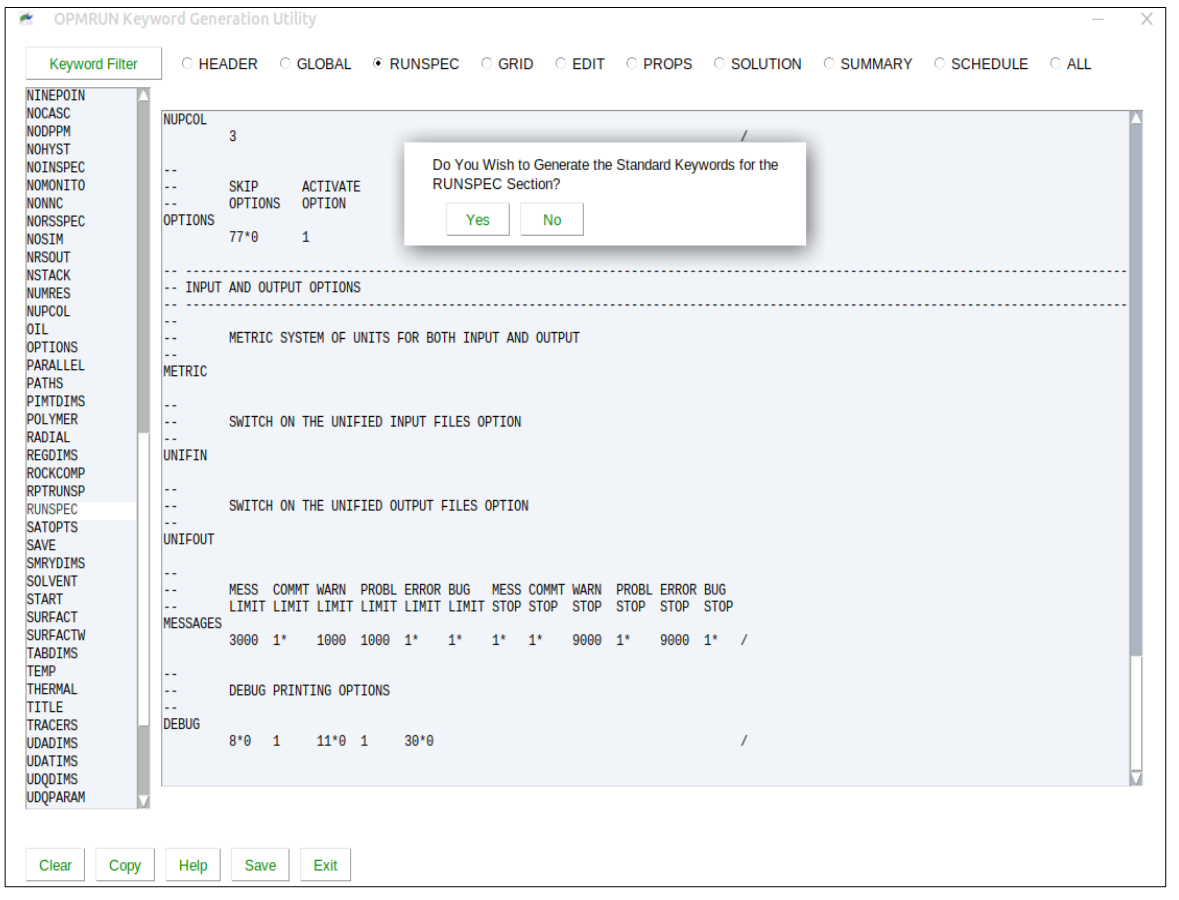 OPMRUN Keyword Generation Utility
Keyword Filter HEADER GLOBAL RUNSPEC GRID EDIT PROPS SOLUTION SUMMARY SCHEDULE ALL
NINEPOIN
NOCASC
NODPPM
NOHYST
NOINSPEC
NOMONITO
NONNC
NORSSPEC
NOSIM
NRSOUT
NSTACK
NUMRES
NUPCOL
OIL
OPTIONS
PARALLEL
PATHS
PIMTDIMS
POLYMER
RADIAL
REGDIMS
ROCKCOMP
RPTRUNSP
RUNSPEC
SATOPTS
SAVE
SMRYDIMS
SOLVENT
START
SURFACT
SURFACTW
TABDIMS
TEMP
THERMAL
TITLE
TRACERS
UDADIMS
UDATIMS
UDQDIMS
UDQPARAM
NUPCOL
3 /
--
-- SKIP ACTIVATE
-- OPTIONS OPTION
OPTIONS
77*0 1
-- --------------------------------------------------------------------------------------------------------------------------------
-- INPUT AND OUTPUT OPTIONS
-- --------------------------------------------------------------------------------------------------------------------------------
--
-- METRIC SYSTEM OF UNITS FOR BOTH INPUT AND OUTPUT
--
METRIC
--
-- SWITCH ON THE UNIFIED INPUT FILES OPTION
--
UNIFIN
--
-- SWITCH ON THE UNIFIED OUTPUT FILES OPTION
--
UNIFOUT
--
-- MESS COMMT WARN PROBL ERROR BUG MESS COMMT WARN PROBL ERROR BUG
-- LIMIT LIMIT LIMIT LIMIT LIMIT LIMIT STOP STOP STOP STOP STOP STOP
MESSAGES
3000 1* 1000 1000 1* 1* 1* 1* 9000 1* 9000 1* /
--
-- DEBUG PRINTING OPTIONS
--
DEBUG
8*0 1 11*0 1 30*0 /
Do You Wish to Generate the Standard Keywords for the
RUNSPEC Section?
Yes No
Clear Copy Help Save Exit